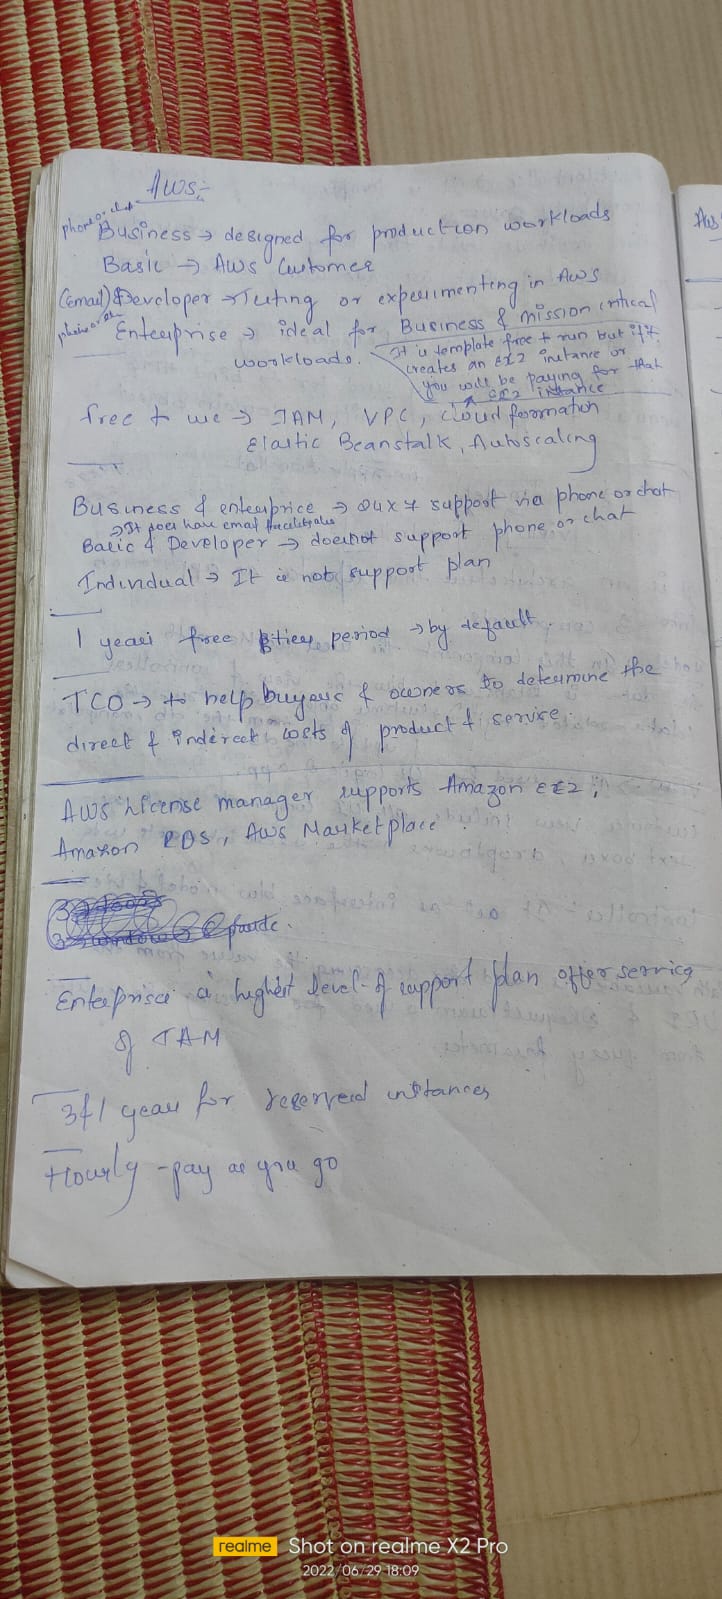 AWS:-
phone or chat
Business → designed for production workloads
Basic → AWS Customer
(email) Developer → Testing or experimenting in AWS
phone or chat
Enterprise → ideal for Business & mission critical
workloads.
It is template free to run but if it
creates an EC2 instance or
you will be paying for that
EC2 instance
free to use → IAM, VPC, cloud formation
Elastic Beanstalk, Autoscaling
Business & enterprice → 24x7 support via phone or chat
→ It does have email
Basic & Developer → doesnot support phone or chat
Individual → It is not support plan
1 year free tier period → by default.
TCO → to help buyers & owners to determine the
direct & indirect costs of product & service.
AWS License manager supports Amazon EC2,
Amazon RDS, AWS Marketplace
Enterprise is highest level of support plan offer service
of TAM
3 & 1 year for reserved instances
Hourly - pay as you go
AWS
realme Shot on realme X2 Pro
2022/06/29 18:09